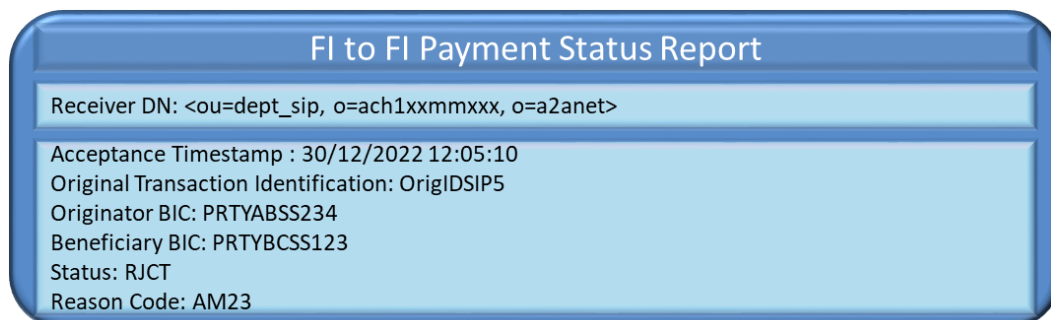 FI to FI Payment Status Report
Receiver DN: <ou=dept_sip, o=ach1xxmmxxx, o=a2anet>
Acceptance Timestamp : 30/12/2022 12:05:10
Original Transaction Identification: OrigIDSIP5
Originator BIC: PRTYABSS234
Beneficiary BIC: PRTYBCSS123
Status: RJCT
Reason Code: AM23